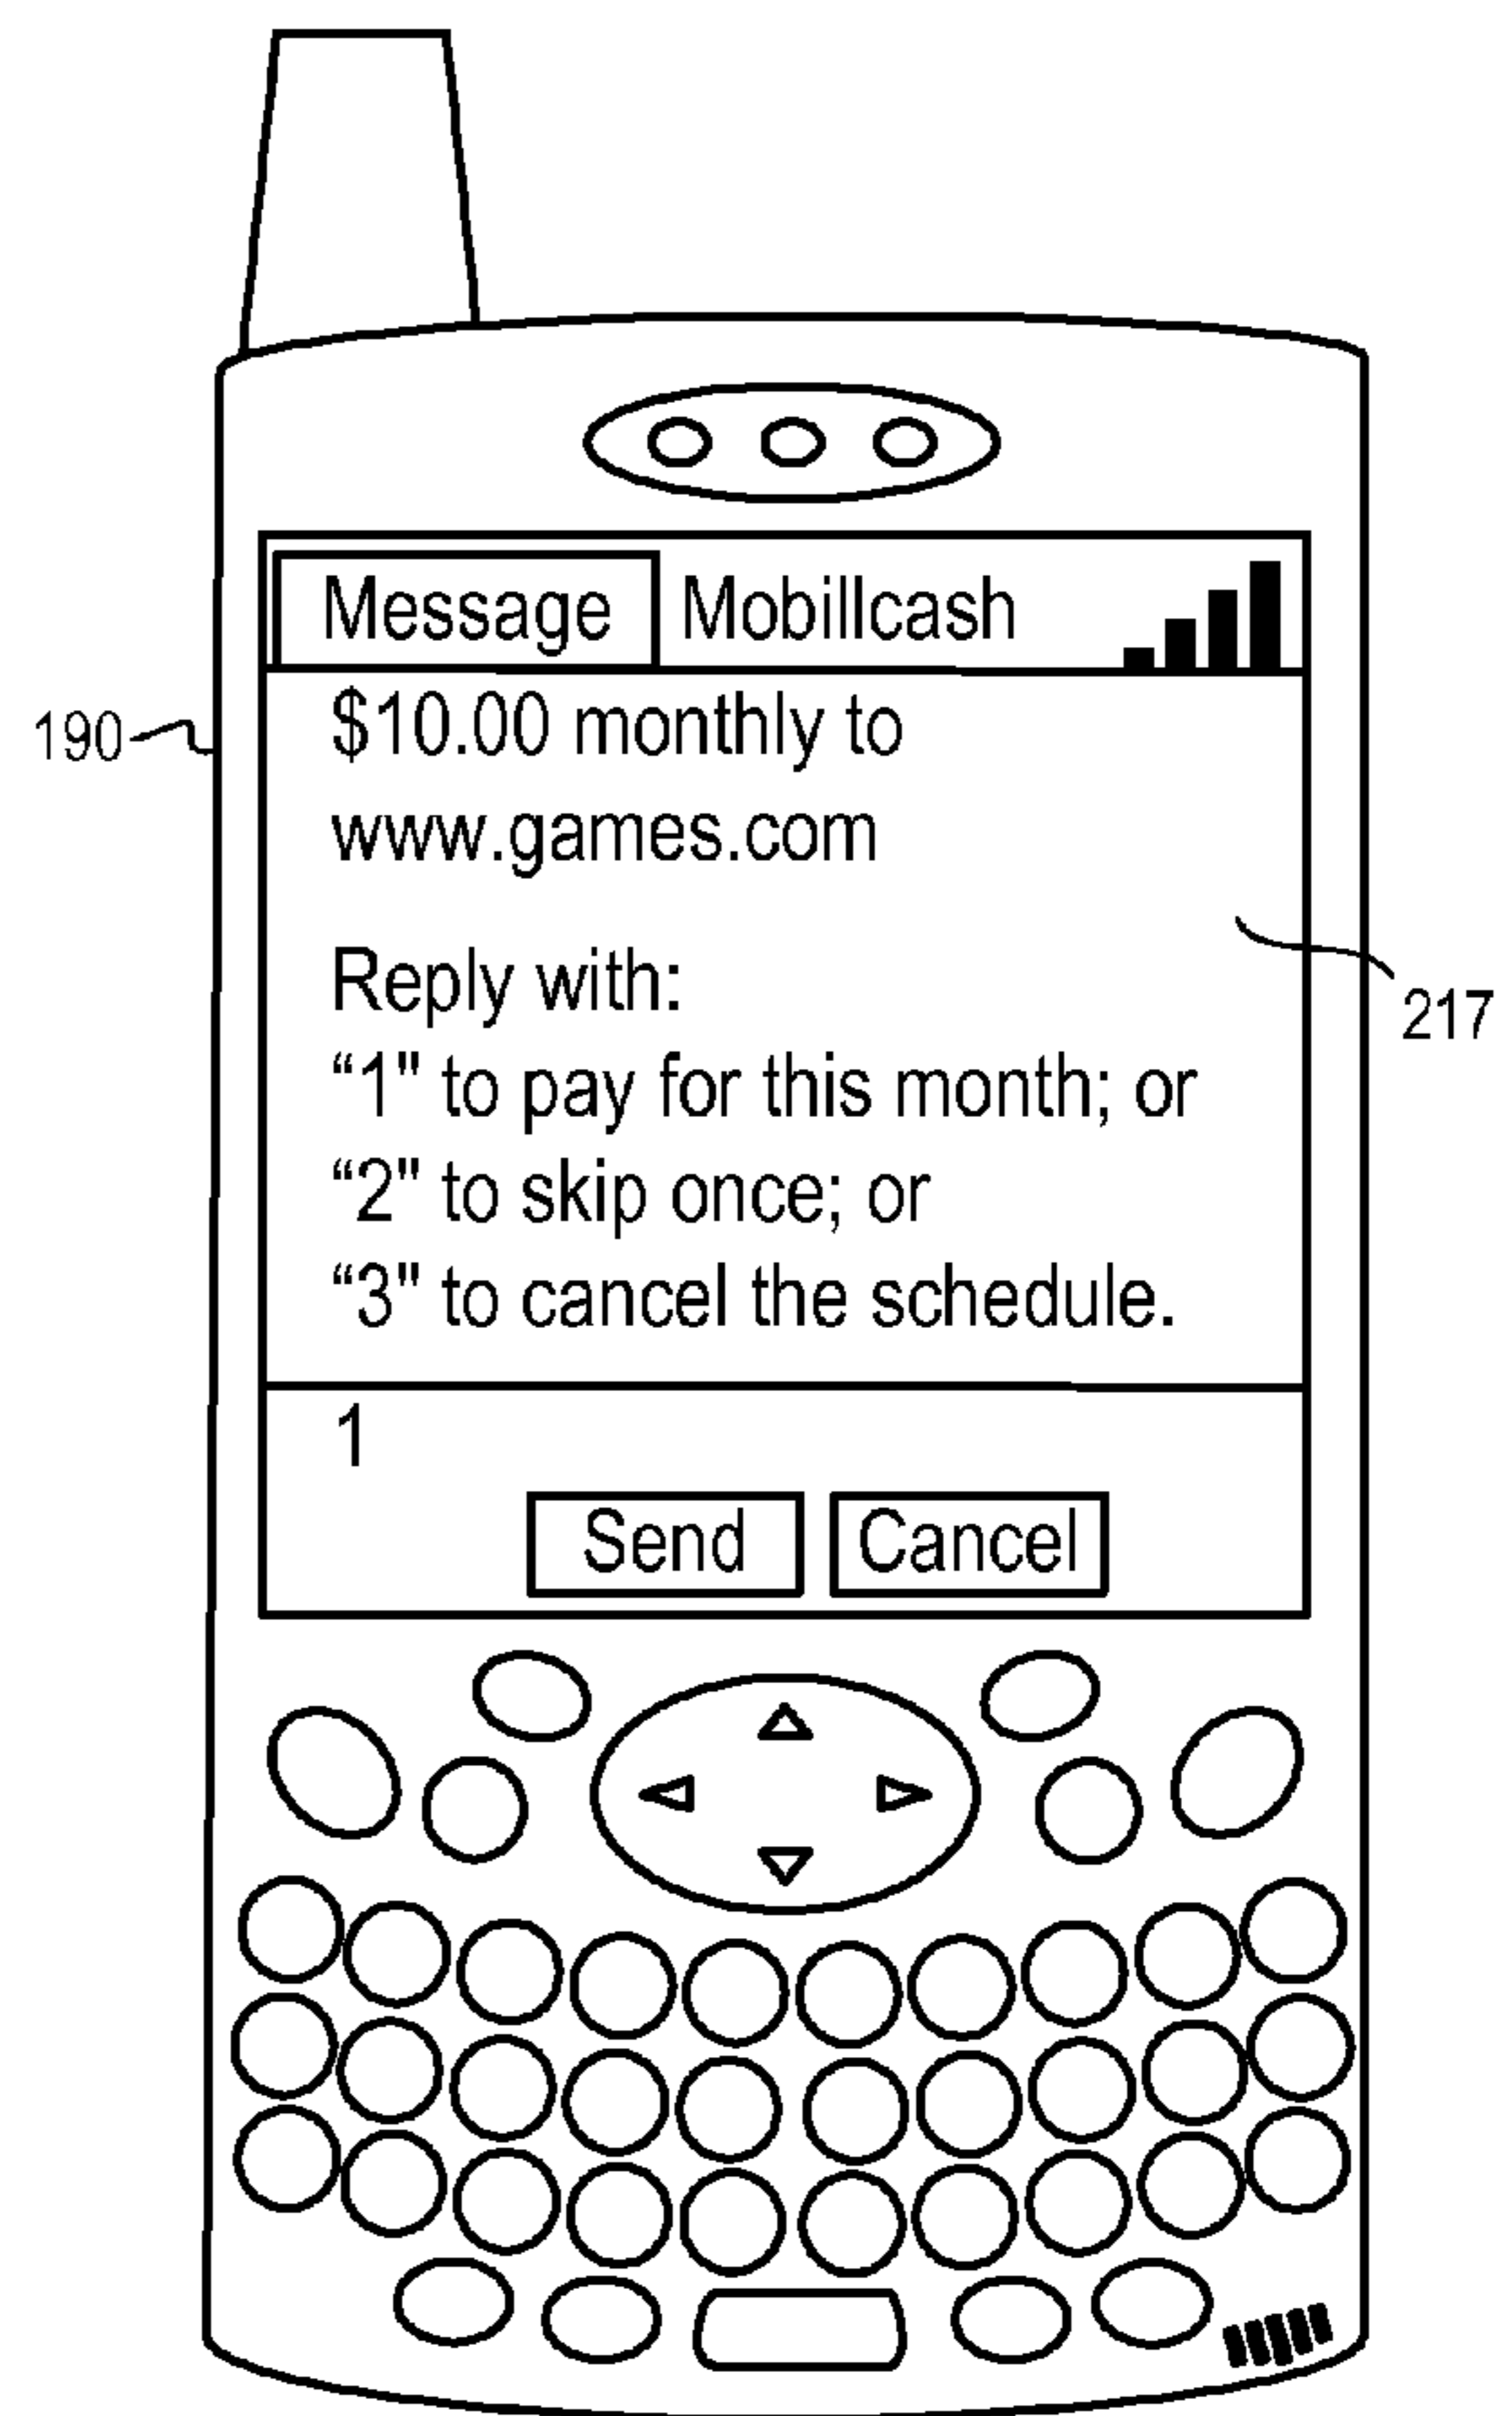 Message Mobillcash
$10.00 monthly to
190
www.games.com
Reply with:
217
“1" to pay for this month; or
“2" to skip once; or
“3" to cancel the schedule.
1
Send Cancel